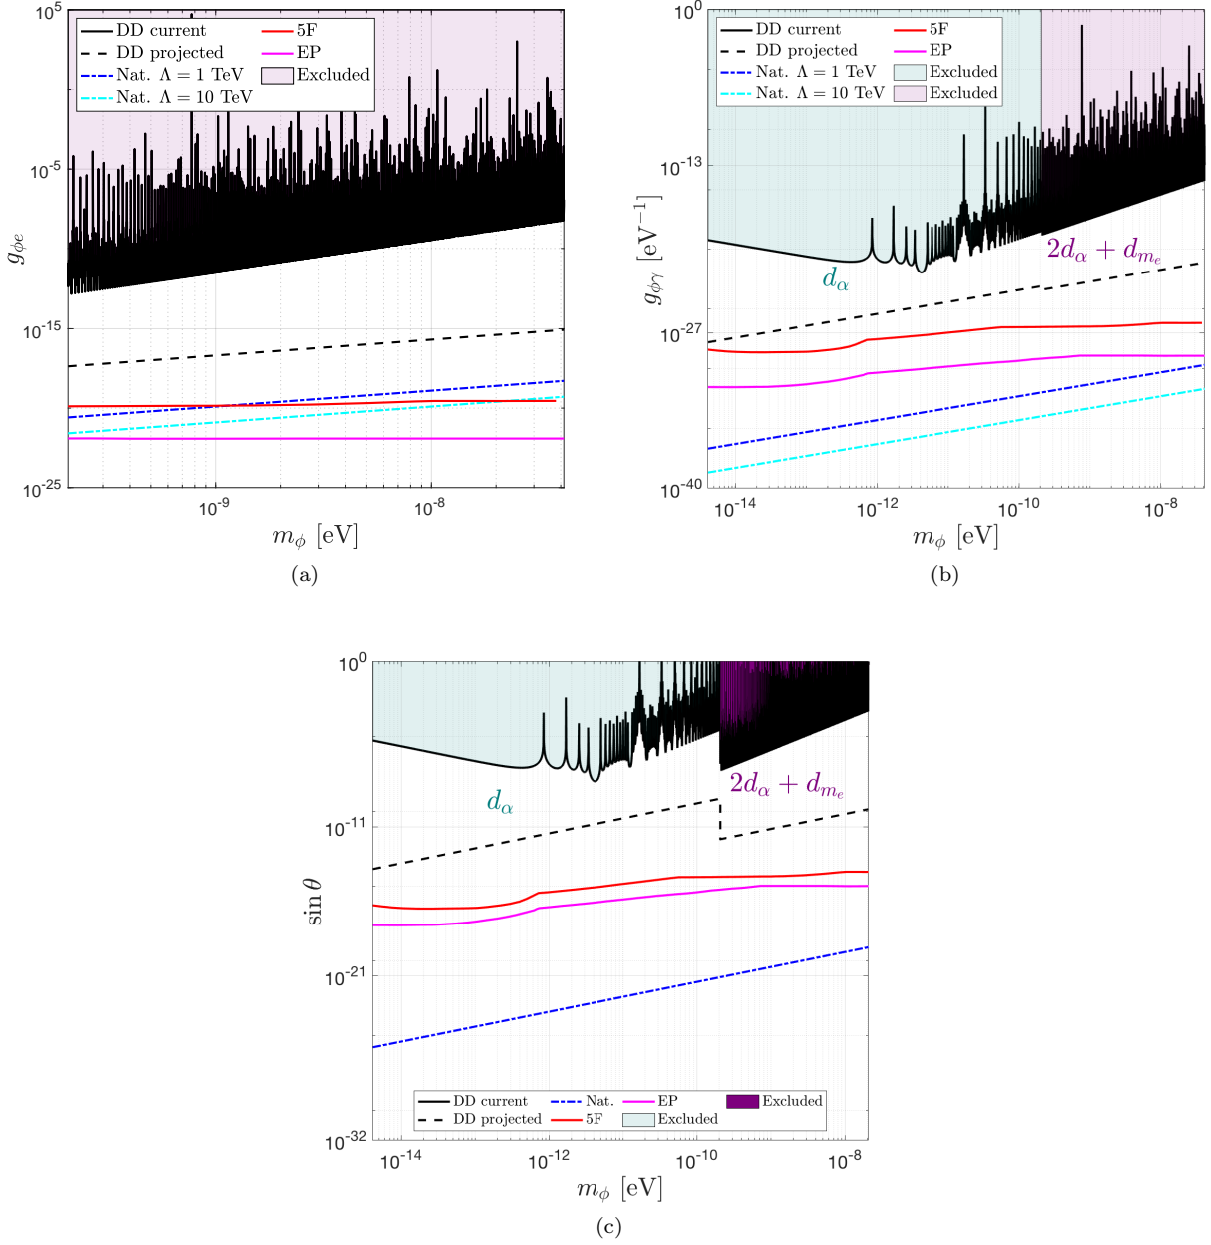 DD current
DD projected
Nat. Λ = 1 TeV
Nat. Λ = 10 TeV
5F
EP
Excluded
10^5
10^-5
10^-15
10^-25
g_ϕe
10^-9
10^-8
m_ϕ [eV]
(a)
DD current
DD projected
Nat. Λ = 1 TeV
Nat. Λ = 10 TeV
5F
EP
Excluded
Excluded
10^0
10^-13
10^-27
10^-40
g_ϕγ [eV^-1]
d_α
2d_α + d_{m_e}
10^-14
10^-12
10^-10
10^-8
m_ϕ [eV]
(b)
10^0
10^-11
10^-21
10^-32
sin θ
d_α
2d_α + d_{m_e}
DD current
DD projected
Nat.
5F
EP
Excluded
Excluded
10^-14
10^-12
10^-10
10^-8
m_ϕ [eV]
(c)